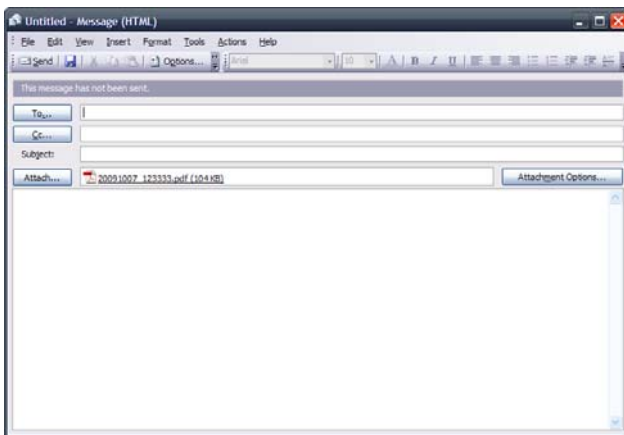 Untitled - Message (HTML)
File Edit View Insert Format Tools Actions Help
Send Options... Arial 10 A B I U
This message has not been sent.
To...
Cc...
Subject:
Attach... 20091007_123333.pdf (104 KB) Attachment Options...